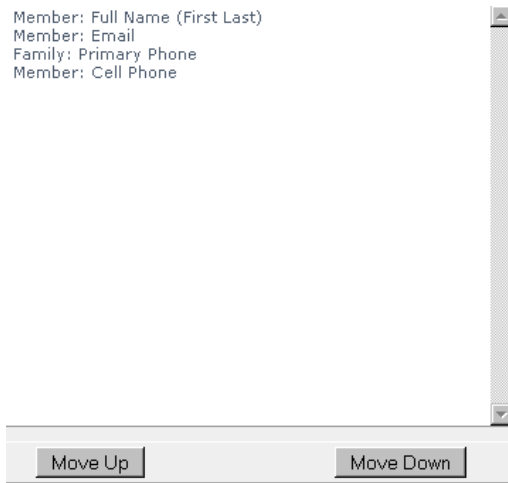 Member: Full Name (First Last)
Member: Email
Family: Primary Phone
Member: Cell Phone
Move Up
Move Down